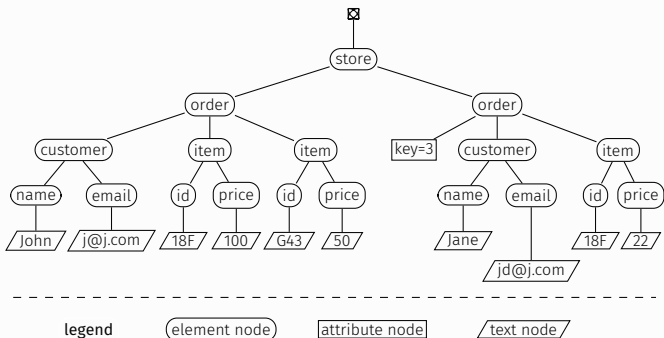 store
order order
customer item item key=3 customer item
name email id price id price name email id price
John j@j.com 18F 100 G43 50 Jane 18F 22
jd@j.com
legend element node attribute node text node